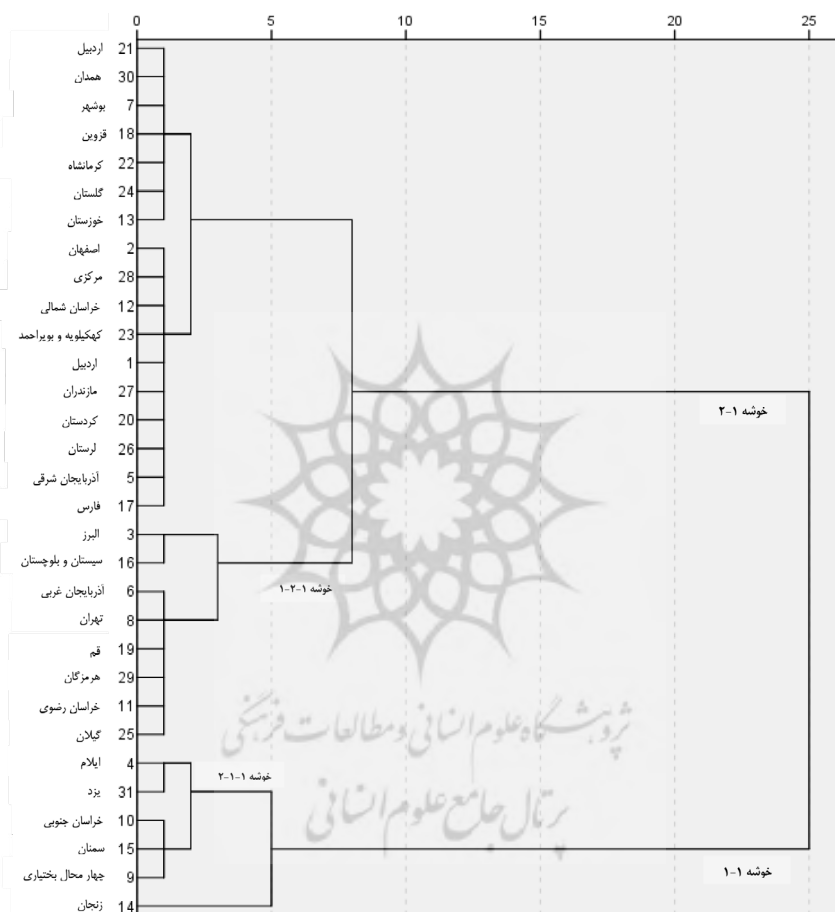 0 5 10 15 20 25
اردبیل 21
همدان 30
بوشهر 7
قزوین 18
کرمانشاه 22
گلستان 24
خوزستان 13
اصفهان 2
مرکزی 28
خراسان شمالی 12
کهکیلویه و بویراحمد 23
اردبیل 1
مازندران 27
خوشه ۱-۲
کردستان 20
لرستان 26
آذربایجان شرقی 5
فارس 17
البرز 3
سیستان و بلوچستان 16
آذربایجان غربی 6
خوشه ۱-۲-۱
تهران 8
قم 19
هرمزگان 29
خراسان رضوی 11
پژوهشگاه علوم انسانی و مطالعات فرهنگی
گیلان 25
ایلام 4
خوشه ۱-۱-۲
یزد 31
پرتال جامع علوم انسانی
خراسان جنوبی 10
سمنان 15
چهار محال بختیاری 9
خوشه ۱-۱
زنجان 14